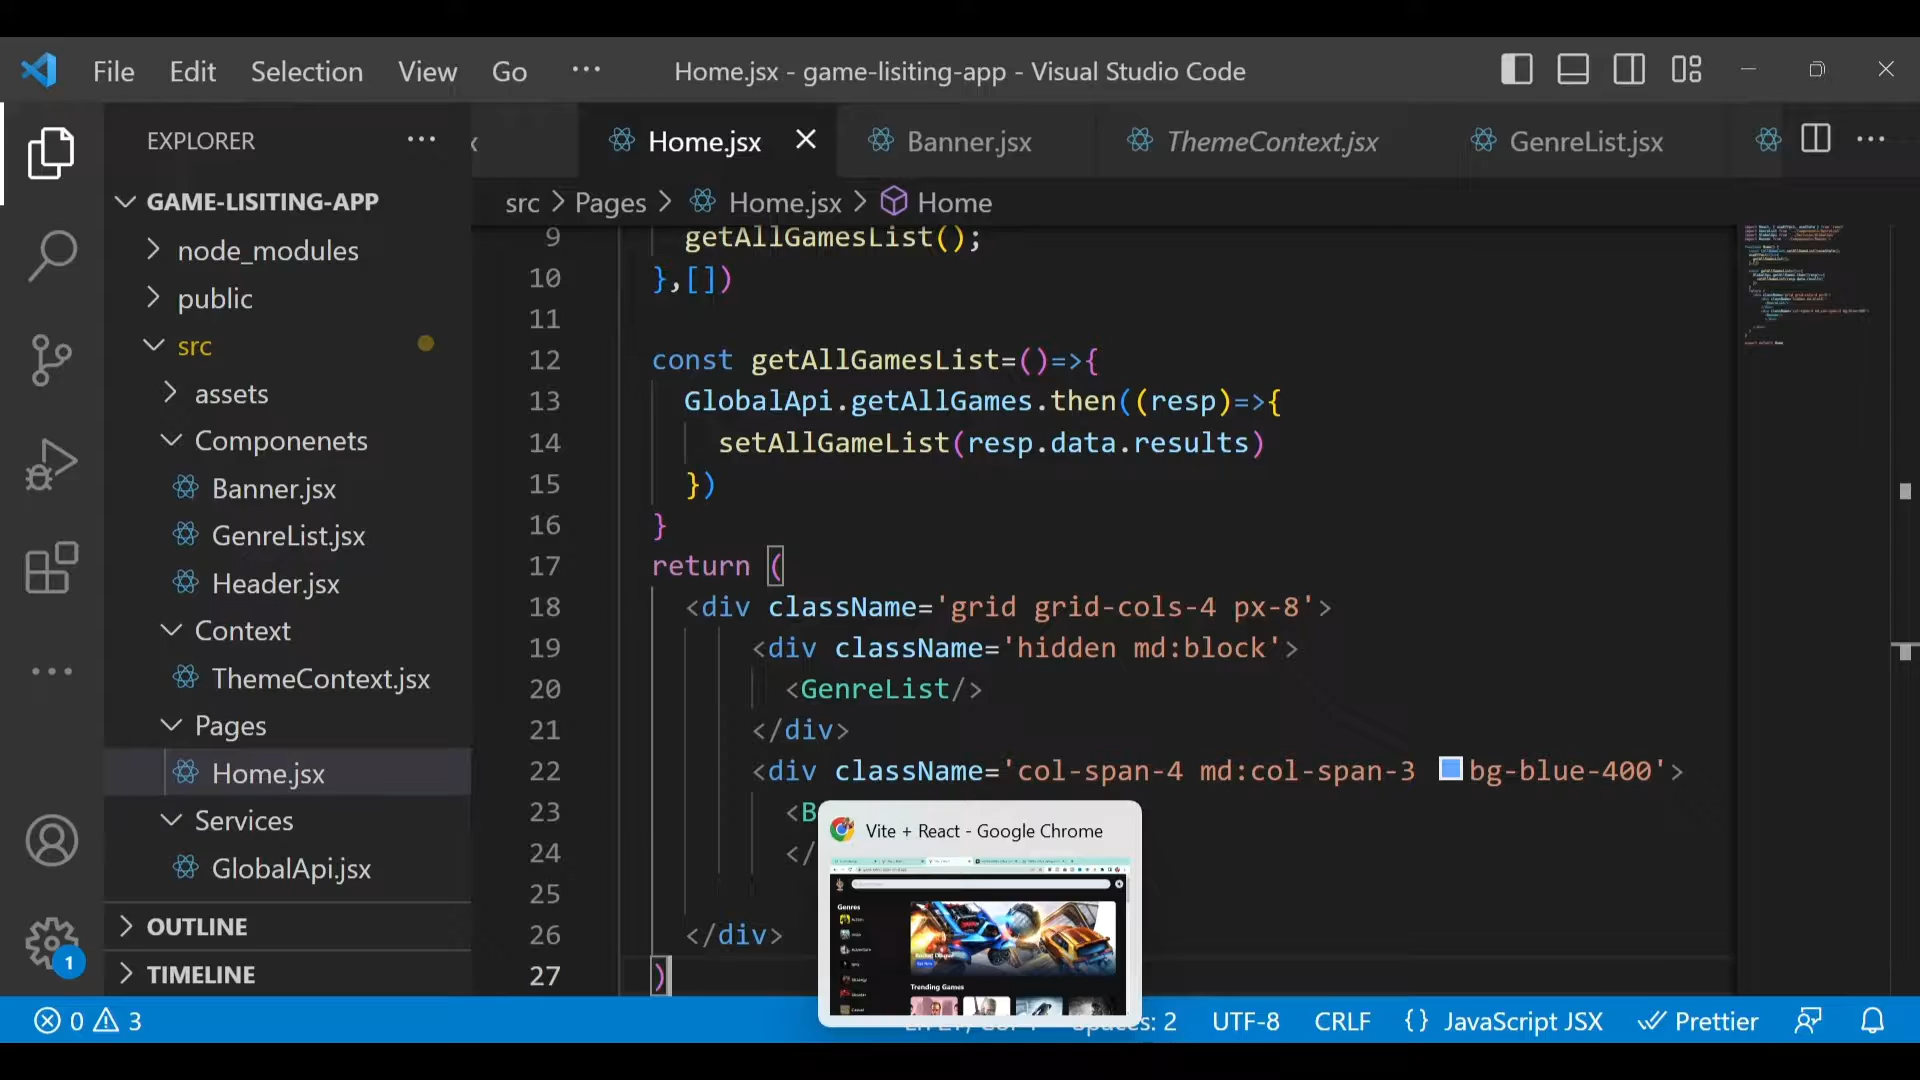 File Edit Selection View Go ··· Home.jsx - game-lisiting-app - Visual Studio Code
EXPLORER ···
Home.jsx Banner.jsx ThemeContext.jsx GenreList.jsx ···
GAME-LISITING-APP
src > Pages > Home.jsx > Home
node_modules
public
src
assets
Componenets
Banner.jsx
GenreList.jsx
Header.jsx
Context
ThemeContext.jsx
Pages
Home.jsx
Services
GlobalApi.jsx
OUTLINE
TIMELINE
1
9 getAllGamesList();
10 },[])
11
12 const getAllGamesList=()=>{
13 GlobalApi.getAllGames.then((resp)=>{
14 setAllGameList(resp.data.results)
15 })
16 }
17 return (
18 <div className='grid grid-cols-4 px-8'>
19 <div className='hidden md:block'>
20 <GenreList/>
21 </div>
22 <div className='col-span-4 md:col-span-3 bg-blue-400'>
23 <B
24 </
25
26 </div>
27 )
Vite + React - Google Chrome
Genres
Trending Games
0 3 Spaces: 2 UTF-8 CRLF {} JavaScript JSX Prettier